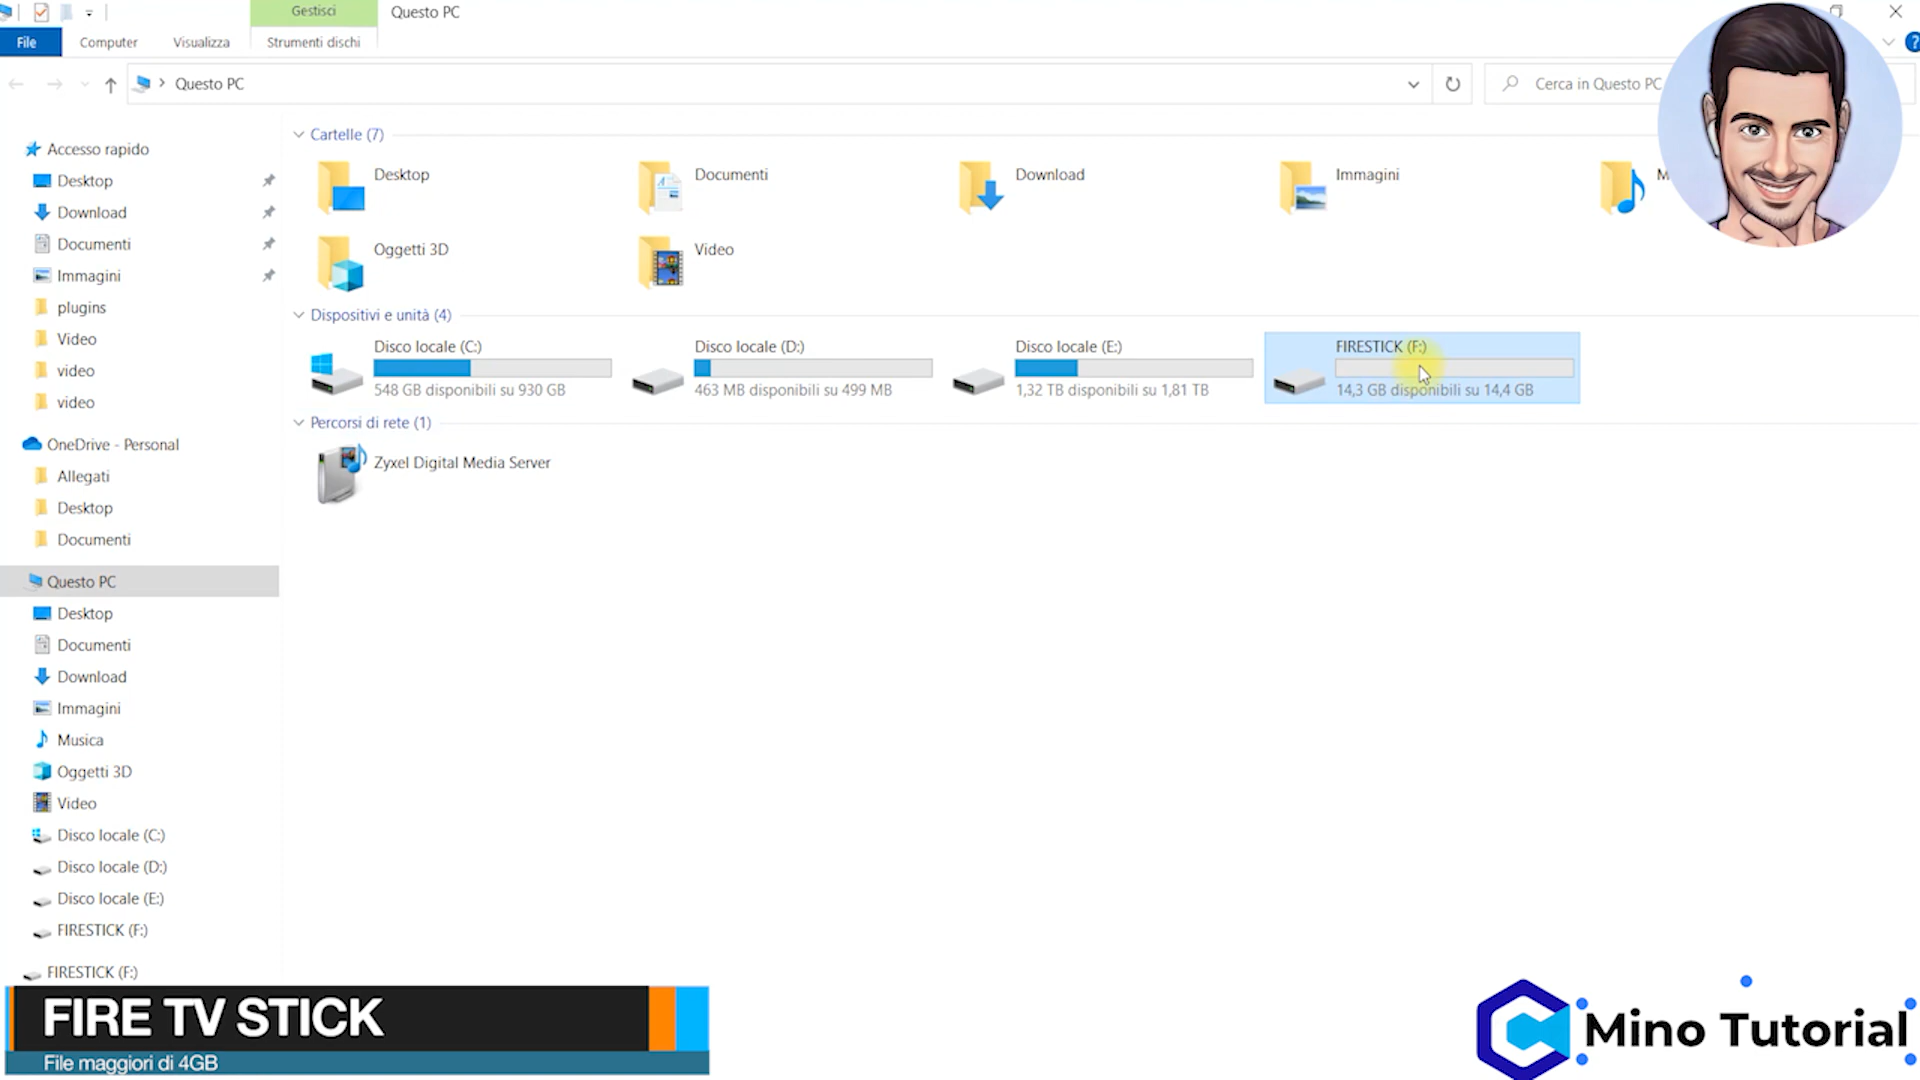 Gestisci
Questo PC
File
Computer
Visualizza
Strumenti dischi
Questo PC
Cerca in Questo PC
Accesso rapido
Desktop
Download
Documenti
Immagini
plugins
Video
video
video
OneDrive - Personal
Allegati
Desktop
Documenti
Questo PC
Desktop
Documenti
Download
Immagini
Musica
Oggetti 3D
Video
Disco locale (C:)
Disco locale (D:)
Disco locale (E:)
FIRESTICK (F:)
FIRESTICK (F:)
Cartelle (7)
Desktop
Documenti
Download
Immagini
Oggetti 3D
Video
Dispositivi e unità (4)
Disco locale (C:)
548 GB disponibili su 930 GB
Disco locale (D:)
463 MB disponibili su 499 MB
Disco locale (E:)
1,32 TB disponibili su 1,81 TB
FIRESTICK (F:)
14,3 GB disponibili su 14,4 GB
Percorsi di rete (1)
Zyxel Digital Media Server
FIRE TV STICK
File maggiori di 4GB
Mino Tutorial